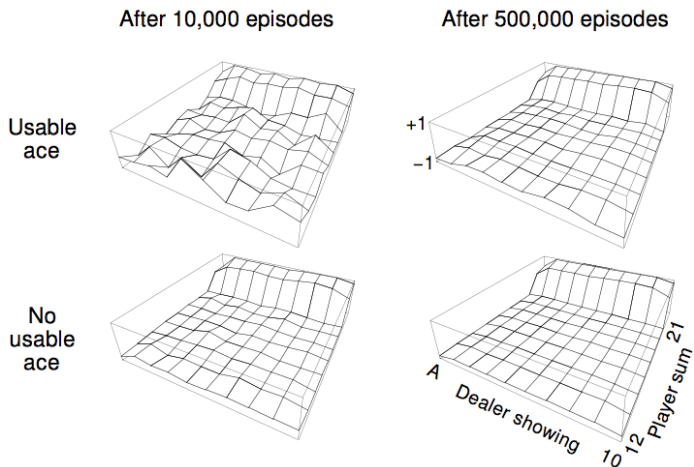 After 10,000 episodes
After 500,000 episodes
Usable
ace
+1
−1
No
usable
ace
A
Dealer showing
10
12
Player sum
21